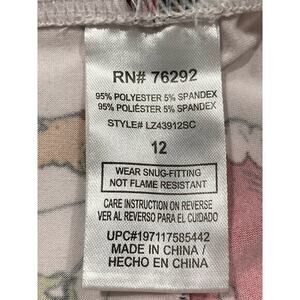 RN# 76292
95% POLYESTER 5% SPANDEX
95% POLIÉSTER 5% SPANDEX
STYLE# LZ43912SC
12
WEAR SNUG-FITTING
NOT FLAME RESISTANT
CARE INSTRUCTION ON REVERSE
VER AL REVERSO PARA EL CUIDADO
UPC#197117585442
MADE IN CHINA /
HECHO EN CHINA